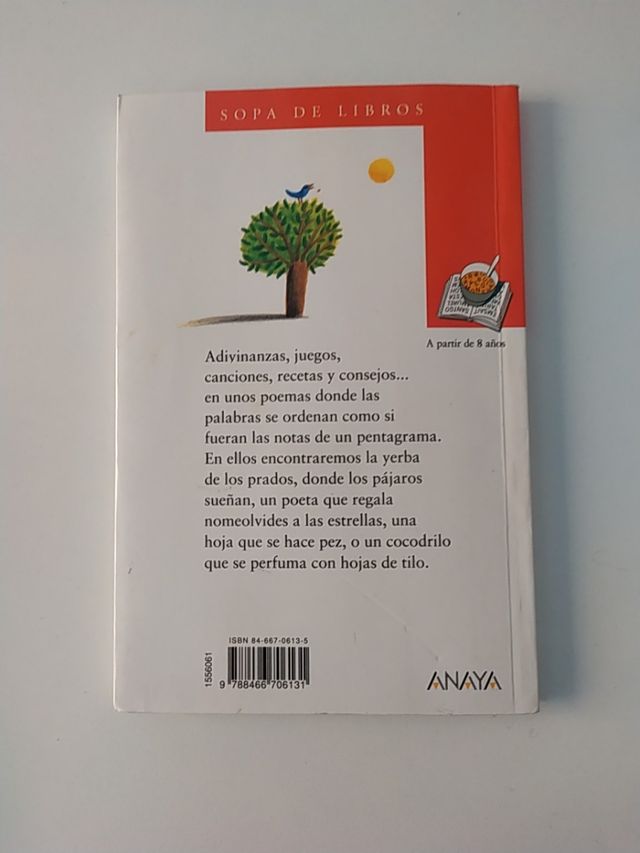 SOPA DE LIBROS
A partir de 8 años
Adivinanzas, juegos,
canciones, recetas y consejos...
en unos poemas donde las
palabras se ordenan como si
fueran las notas de un pentagrama.
En ellos encontraremos la yerba
de los prados, donde los pájaros
sueñan, un poeta que regala
nomeolvides a las estrellas, una
hoja que se hace pez, o un cocodrilo
que se perfuma con hojas de tilo.
1556061
ISBN 84-667-0613-5
9 788466 706131
ANAYA